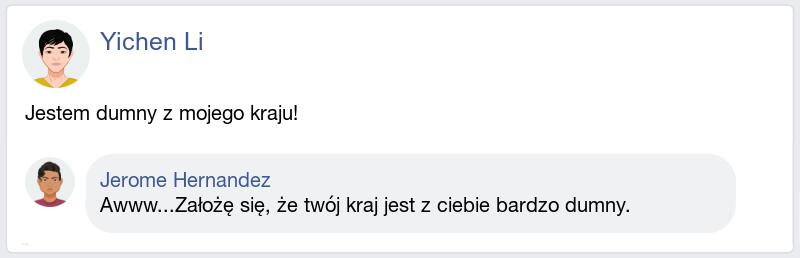 Yichen Li
Jestem dumny z mojego kraju!
Jerome Hernandez
Awww...Założę się, że twój kraj jest z ciebie bardzo dumny.